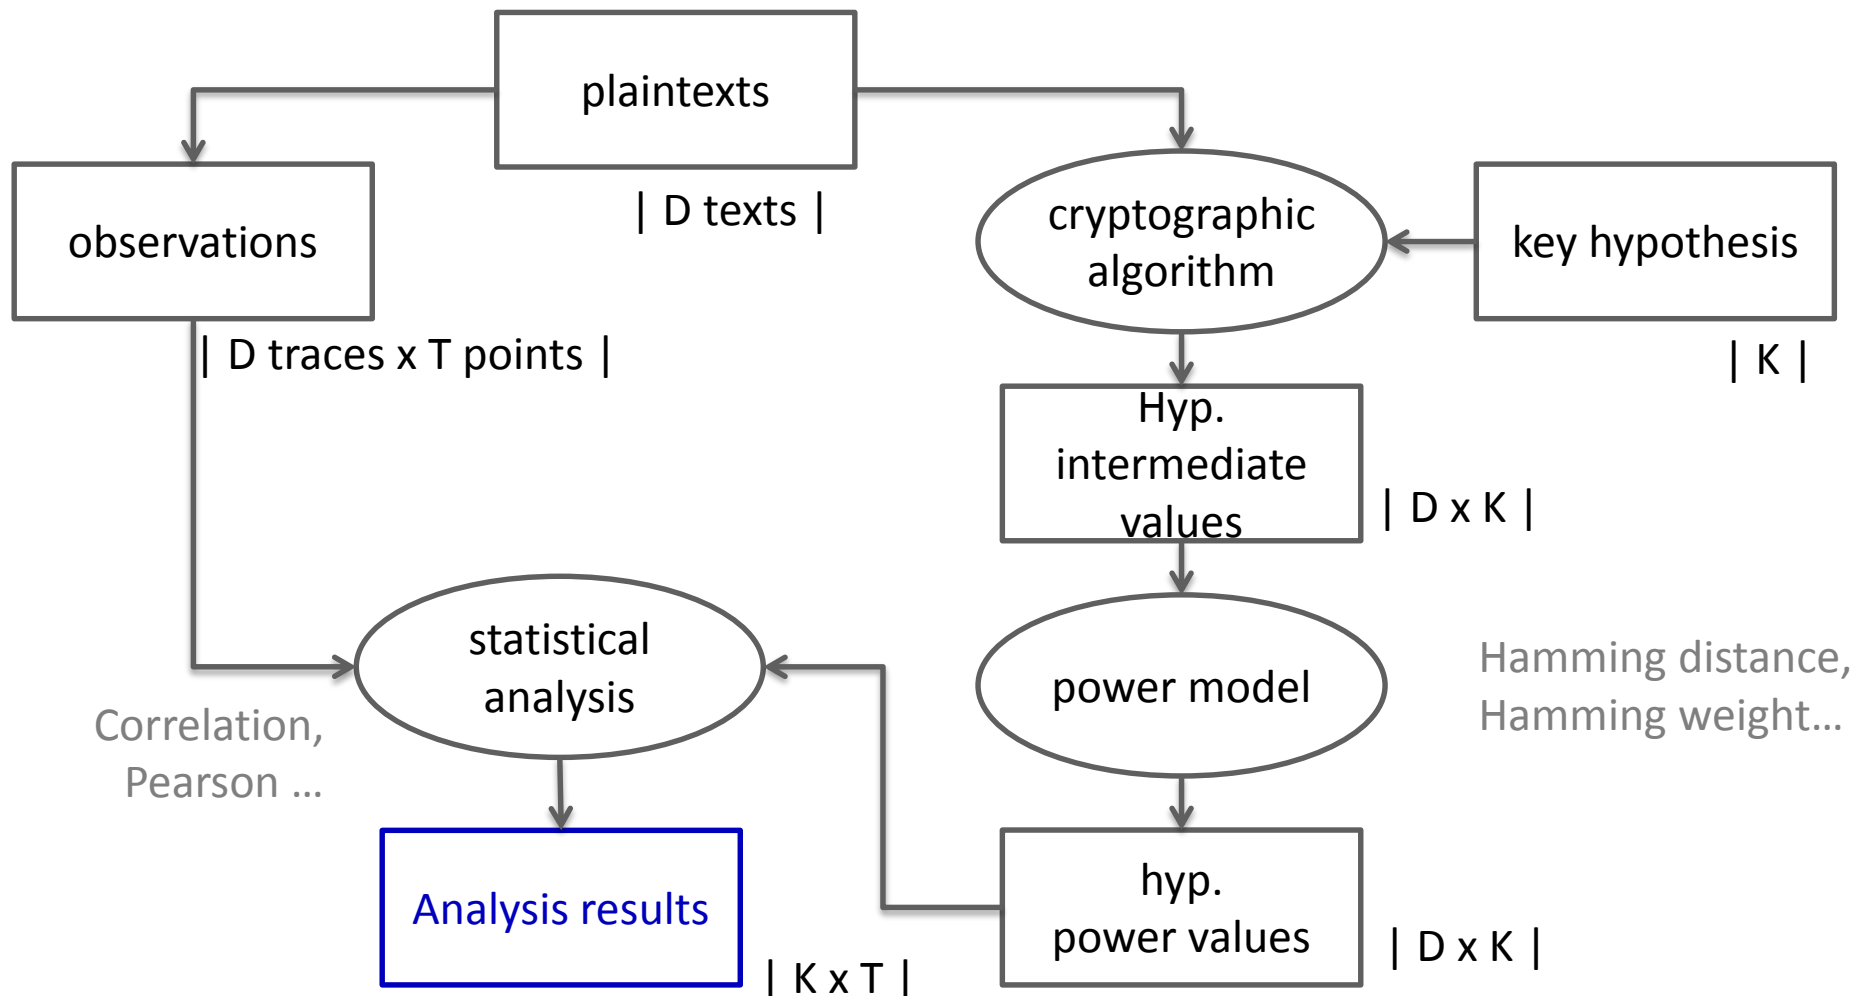 plaintexts
| D texts |
observations
| D traces x T points |
cryptographic
algorithm
key hypothesis
| K |
Hyp.
intermediate
values
| D x K |
statistical
analysis
power model
Hamming distance,
Hamming weight...
Correlation,
Pearson ...
Analysis results
| K x T |
hyp.
power values
| D x K |